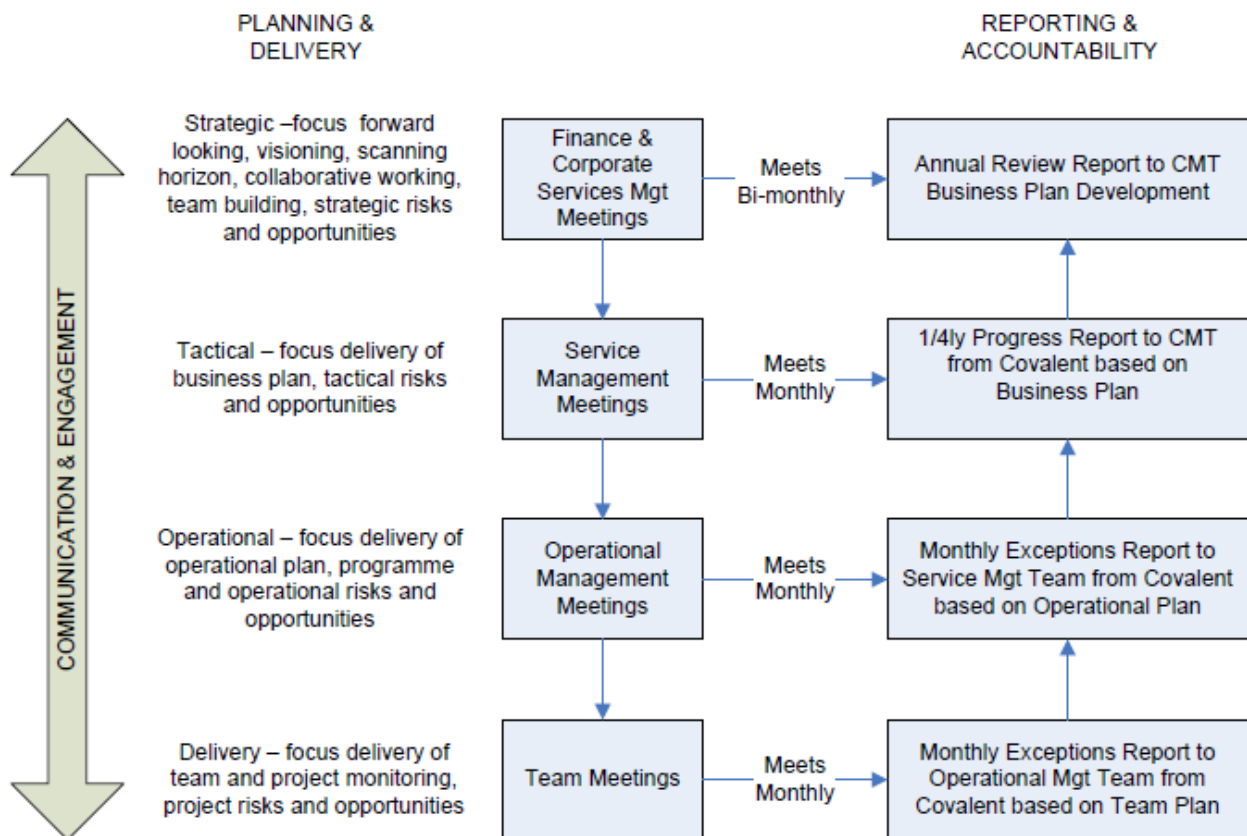 PLANNING &
DELIVERY
REPORTING &
ACCOUNTABILITY
COMMUNICATION & ENGAGEMENT
Strategic –focus forward
looking, visioning, scanning
horizon, collaborative working,
team building, strategic risks
and opportunities
Finance &
Corporate
Services Mgt
Meetings
Meets
Bi-monthly
Annual Review Report to CMT
Business Plan Development
Tactical – focus delivery of
business plan, tactical risks
and opportunities
Service
Management
Meetings
Meets
Monthly
1/4ly Progress Report to CMT
from Covalent based on
Business Plan
Operational – focus delivery of
operational plan, programme
and operational risks and
opportunities
Operational
Management
Meetings
Meets
Monthly
Monthly Exceptions Report to
Service Mgt Team from Covalent
based on Operational Plan
Delivery – focus delivery of
team and project monitoring,
project risks and opportunities
Team Meetings
Meets
Monthly
Monthly Exceptions Report to
Operational Mgt Team from
Covalent based on Team Plan